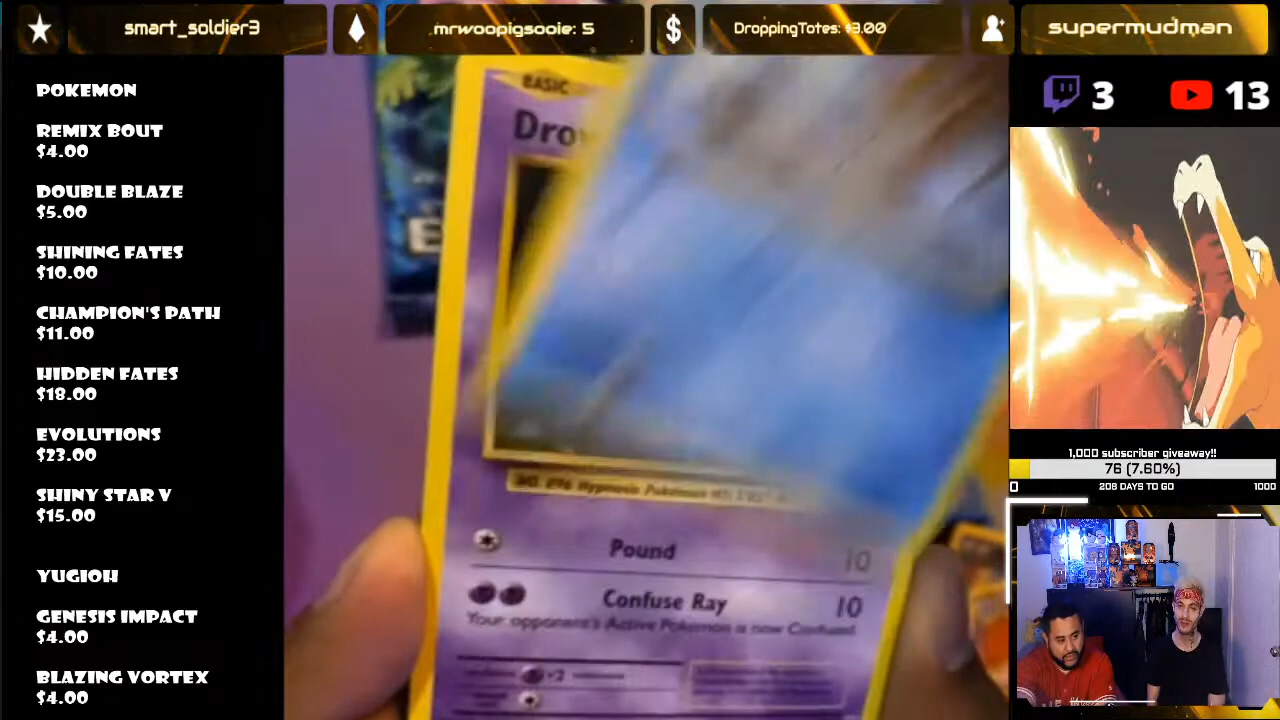 smart_soldier3
mrwoopigsooie: 5
$
DroppingTotes: $3.00
supermudman
3
13
POKEMON
REMIX BOUT
$4.00
DOUBLE BLAZE
$5.00
SHINING FATES
$10.00
CHAMPION'S PATH
$11.00
HIDDEN FATES
$18.00
EVOLUTIONS
$23.00
SHINY STAR V
$15.00
YUGIOH
GENESIS IMPACT
$4.00
BLAZING VORTEX
$4.00
BASIC
Pound 10
Confuse Ray 10
Your opponent's Active Pokémon is now Confused.
1,000 subscriber giveaway!!
76 (7.60%)
0 208 DAYS TO GO 1000